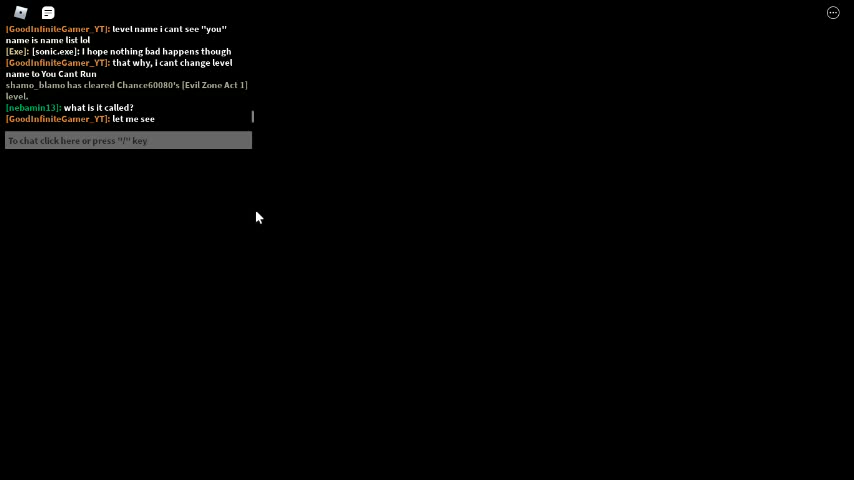 [GoodInfiniteGamer_YT]: level name i cant see "you"
name is name list lol
[Exe]: [sonic.exe]: I hope nothing bad happens though
[GoodInfiniteGamer_YT]: that why, i cant change level
name to You Cant Run
shamo_blamo has cleared Chance60080's [Evil Zone Act 1]
level.
[nebamin13]: what is it called?
[GoodInfiniteGamer_YT]: let me see
To chat click here or press "/" key